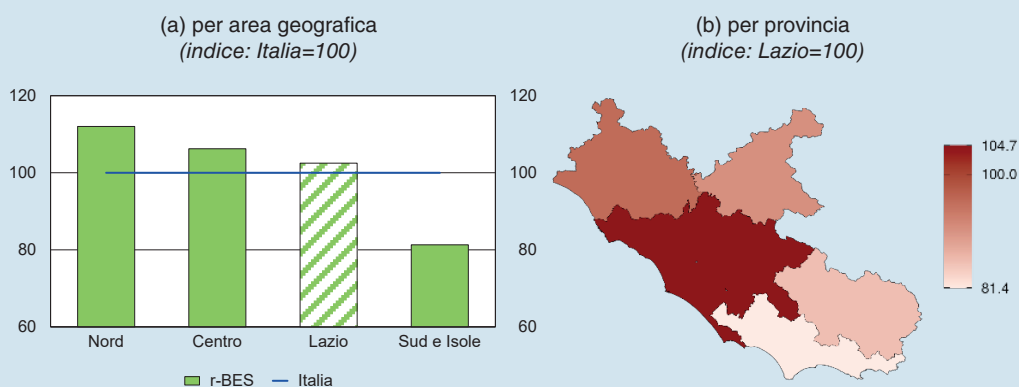 (a) per area geografica
(indice: Italia=100)
120
100
80
60
Nord Centro Lazio Sud e Isole
r-BES Italia
(b) per provincia
(indice: Lazio=100)
120
100
80
60
104.7
100.0
81.4